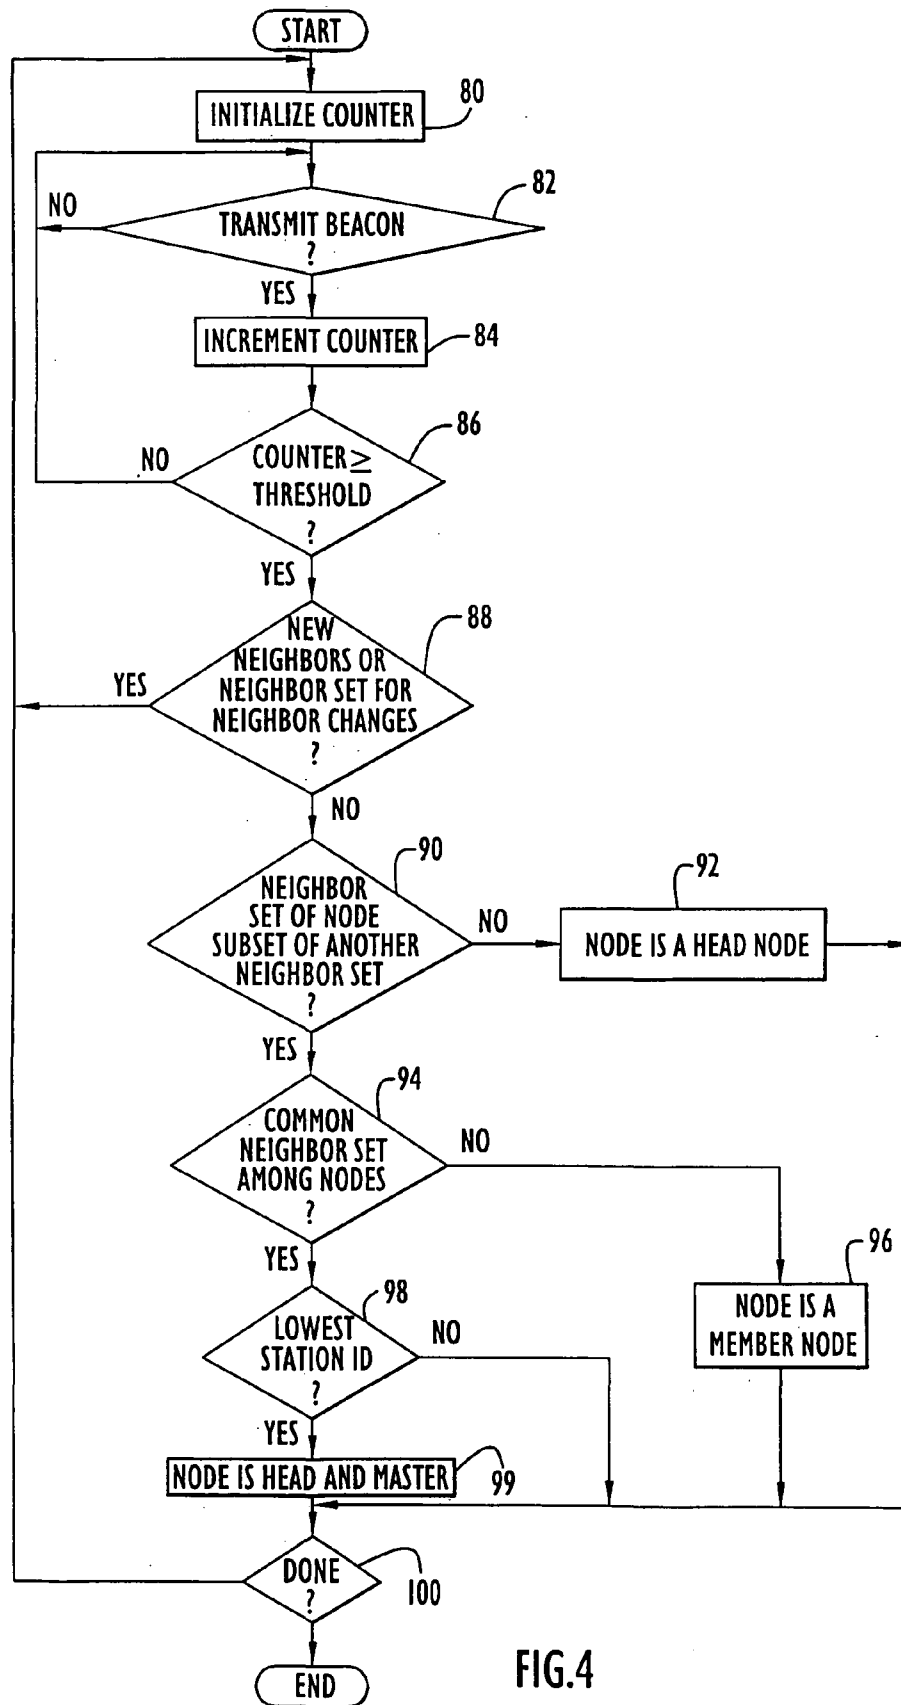 START
INITIALIZE COUNTER
80
NO
TRANSMIT BEACON
?
82
YES
INCREMENT COUNTER
84
NO
COUNTER ≥
THRESHOLD
?
86
YES
YES
NEW
NEIGHBORS OR
NEIGHBOR SET FOR
NEIGHBOR CHANGES
?
88
NO
NEIGHBOR
SET OF NODE
SUBSET OF ANOTHER
NEIGHBOR SET
?
90
NO
NODE IS A HEAD NODE
92
YES
COMMON
NEIGHBOR SET
AMONG NODES
?
94
NO
NODE IS A
MEMBER NODE
96
YES
LOWEST
STATION ID
?
98
NO
YES
NODE IS HEAD AND MASTER
99
DONE
?
100
END
FIG.4